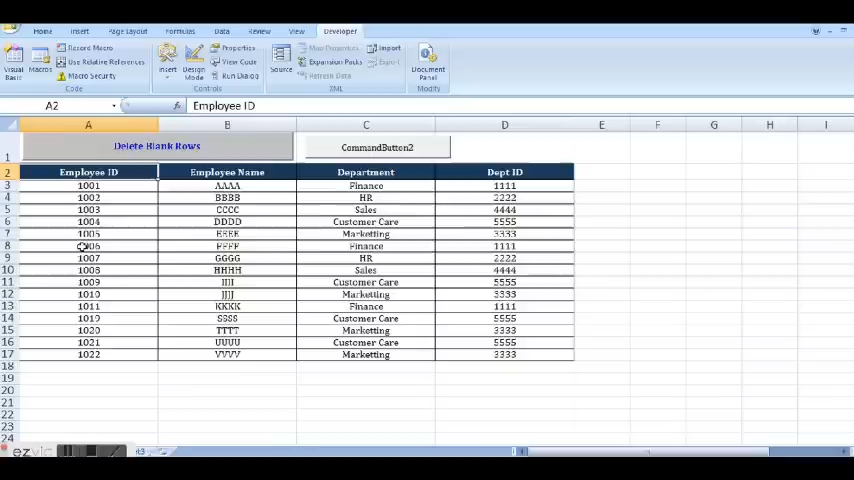 Home Insert Page Layout Formulas Data Review View Developer
Record Macro
Use Relative References
Macro Security
Visual Basic
Macros
Code
Insert
Design Mode
Properties
View Code
Run Dialog
Controls
Source
Map Properties
Expansion Packs
Refresh Data
Import
Export
XML
Document Panel
Modify
A2 fx Employee ID
A B C D E F G H I
1 Delete Blank Rows CommandButton2
2 Employee ID Employee Name Department Dept ID
3 1001 AAAA Finance 1111
4 1002 BBBB HR 2222
5 1003 CCCC Sales 4444
6 1004 DDDD Customer Care 5555
7 1005 EEEE Marketting 3333
8 1006 FFFF Finance 1111
9 1007 GGGG HR 2222
10 1008 HHHH Sales 4444
11 1009 IIII Customer Care 5555
12 1010 JJJJ Marketting 3333
13 1011 KKKK Finance 1111
14 1019 SSSS Customer Care 5555
15 1020 TTTT Marketting 3333
16 1021 UUUU Customer Care 5555
17 1022 VVVV Marketting 3333
18
19
20
21
22
23
24
ezvic